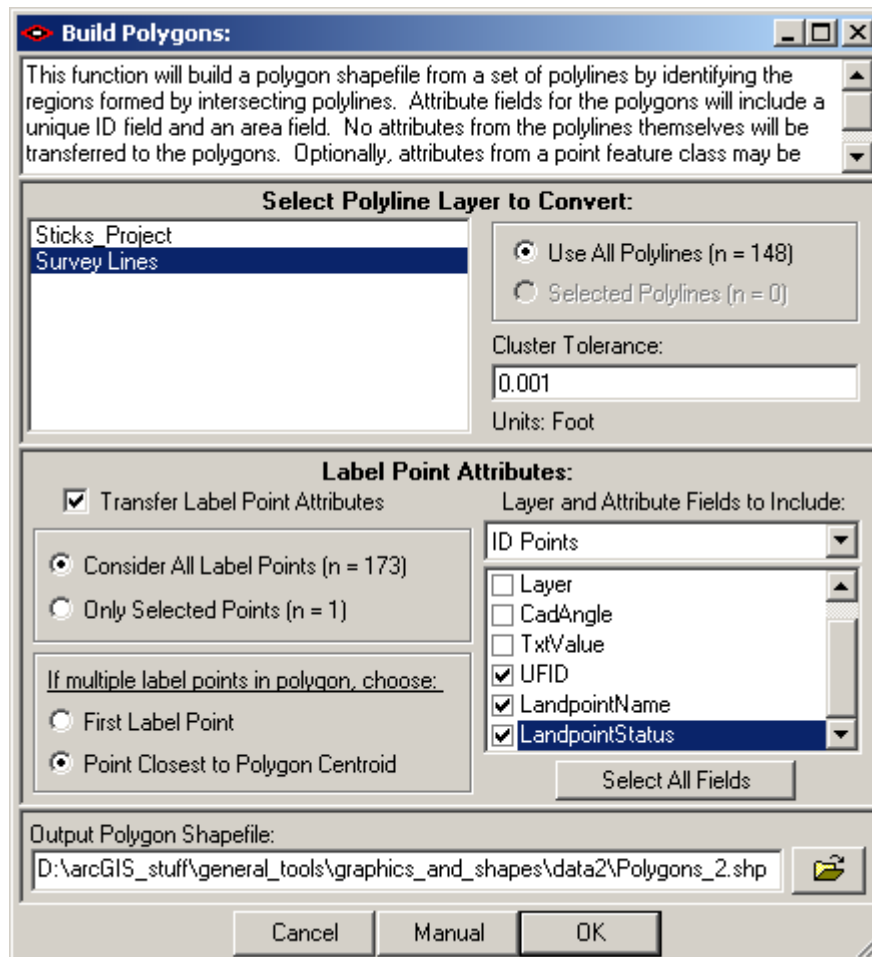 Build Polygons:
This function will build a polygon shapefile from a set of polylines by identifying the
regions formed by intersecting polylines.  Attribute fields for the polygons will include a
unique ID field and an area field.  No attributes from the polylines themselves will be
transferred to the polygons.  Optionally, attributes from a point feature class may be
Select Polyline Layer to Convert:
Sticks_Project
Survey Lines
Use All Polylines (n = 148)
Selected Polylines (n = 0)
Cluster Tolerance:
0.001
Units: Foot
Label Point Attributes:
Transfer Label Point Attributes
Consider All Label Points (n = 173)
Only Selected Points (n = 1)
If multiple label points in polygon, choose:
First Label Point
Point Closest to Polygon Centroid
Layer and Attribute Fields to Include:
ID Points
Layer
CadAngle
TxtValue
UFID
LandpointName
LandpointStatus
Select All Fields
Output Polygon Shapefile:
D:\arcGIS_stuff\general_tools\graphics_and_shapes\data2\Polygons_2.shp
Cancel
Manual
OK